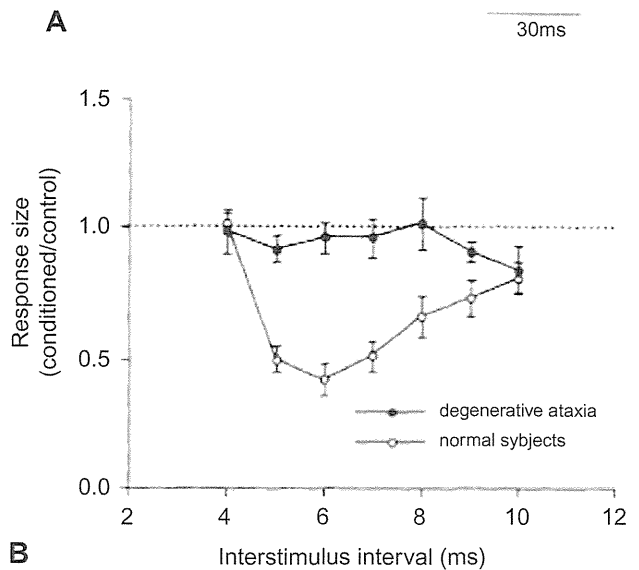 A
30ms
1.5
1.0
0.5
0.0
Response size
(conditioned/control)
degenerative ataxia
normal sybjects
2 4 6 8 10 12
B
Interstimulus interval (ms)